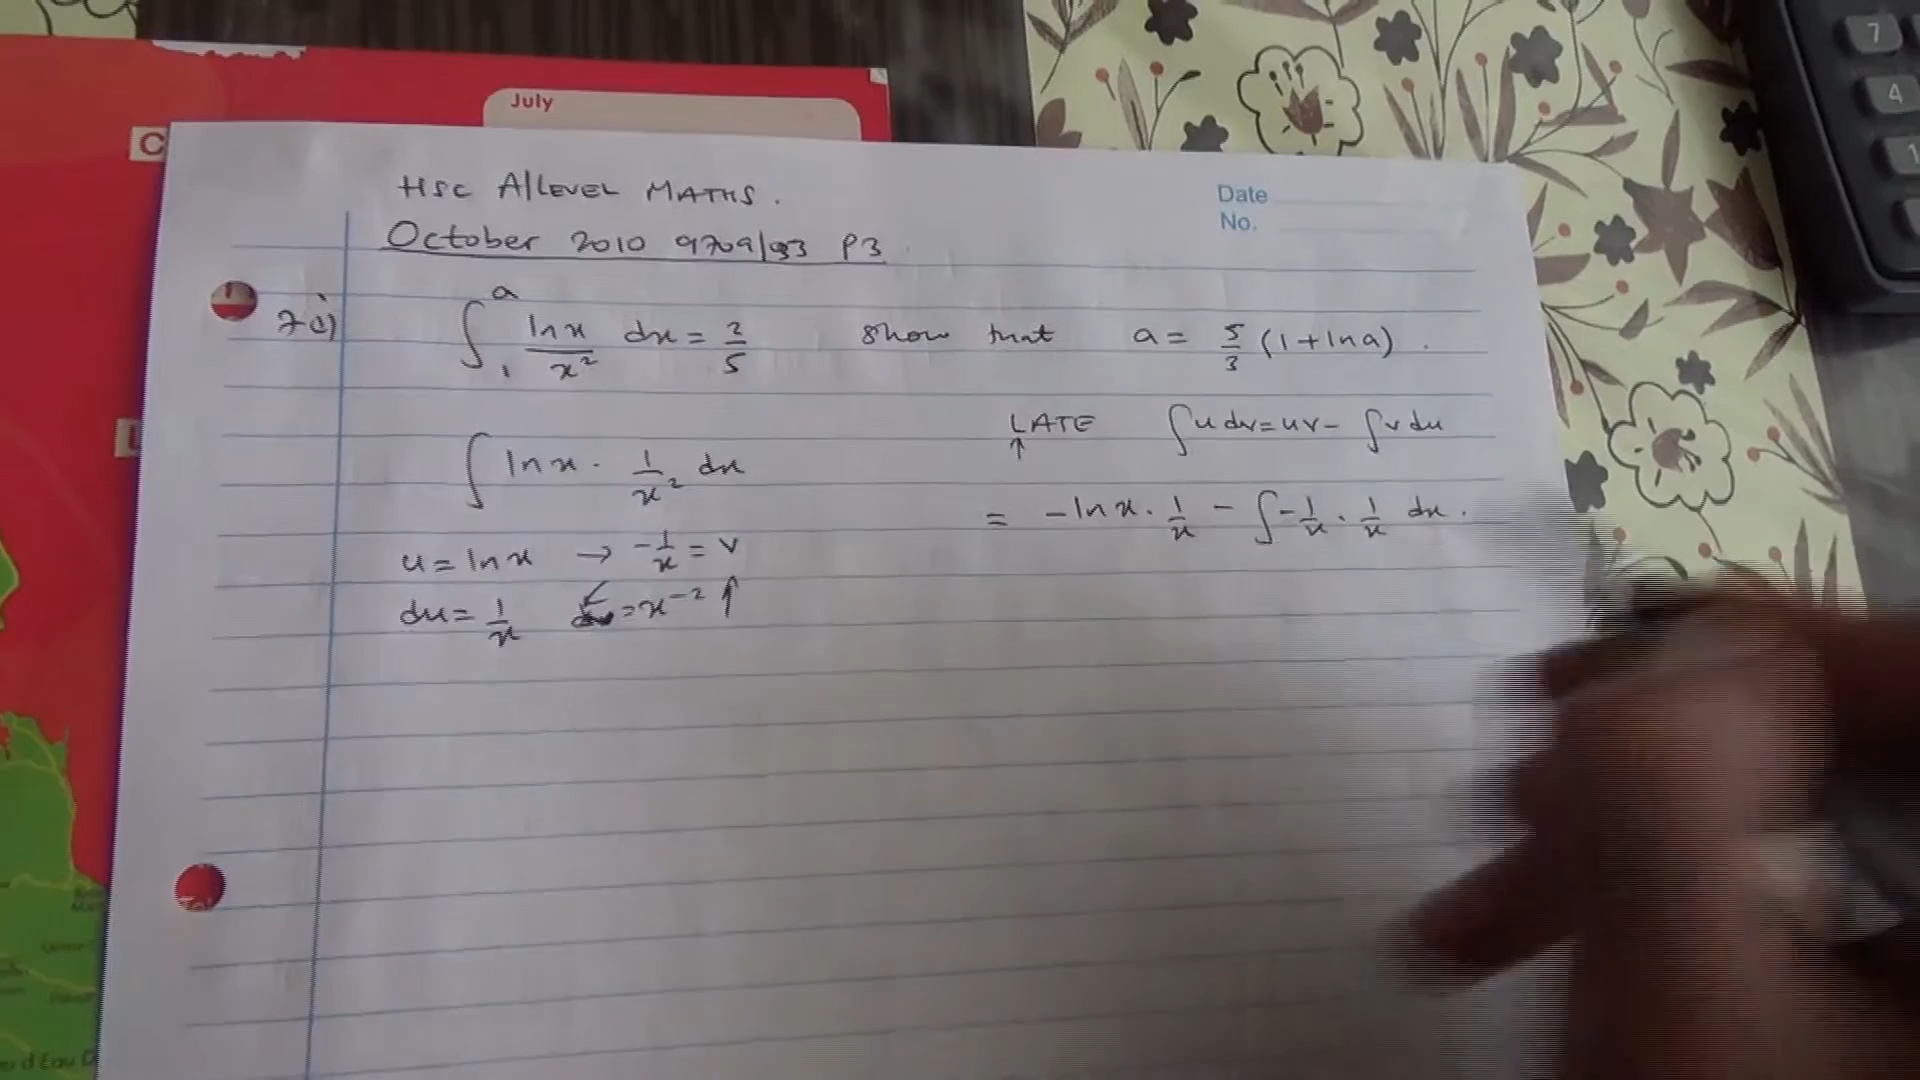 July
C
HSC A/LEVEL MATHS.
Date
No.
October 2010 9709/33 P3
7i)
∫₁ᵃ ln x / x² dx = 2/5 show that a = 5/3 (1 + ln a).
LATE ∫u dv = uv - ∫v du
∫ ln x · 1/x² dx
= -ln x · 1/x - ∫ -1/x · 1/x dx.
u = ln x → -1/x = v
du = 1/x = x⁻² ↑
7
4
1